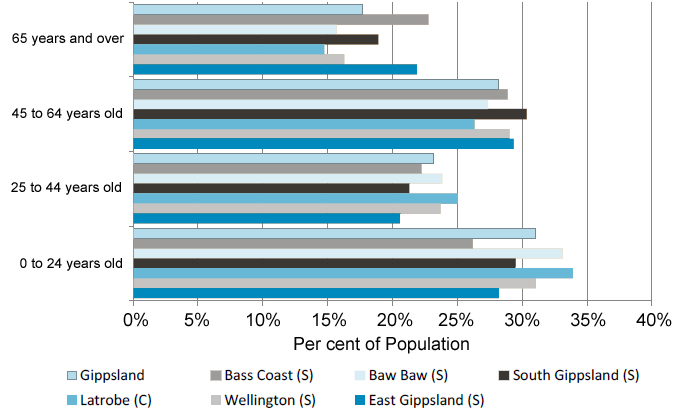 65 years and over
45 to 64 years old
25 to 44 years old
0 to 24 years old
0% 5% 10% 15% 20% 25% 30% 35% 40%
Per cent of Population
Gippsland Bass Coast (S) Baw Baw (S) South Gippsland (S)
Latrobe (C) Wellington (S) East Gippsland (S)